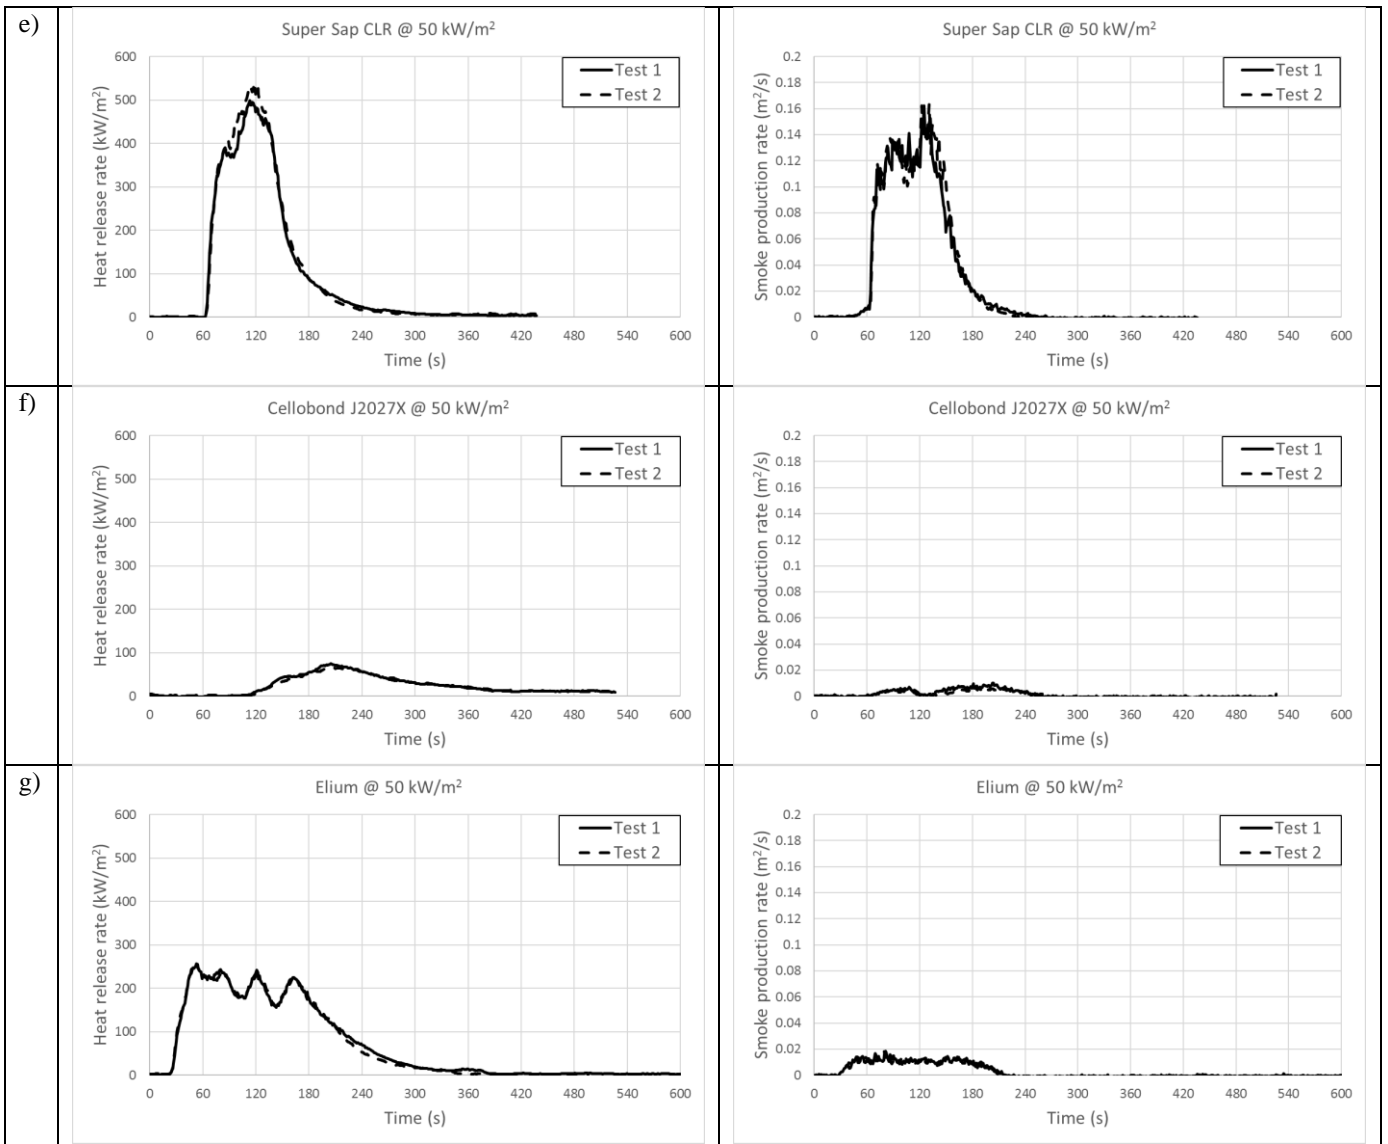 e)
Super Sap CLR @ 50 kW/m²
Heat release rate (kW/m²)
600
500
400
300
200
100
0
0 60 120 180 240 300 360 420 480 540 600
Time (s)
Test 1
Test 2
Super Sap CLR @ 50 kW/m²
Smoke production rate (m²/s)
0.2
0.18
0.16
0.14
0.12
0.1
0.08
0.06
0.04
0.02
0
0 60 120 180 240 300 360 420 480 540 600
Time (s)
Test 1
Test 2
f)
Cellobond J2027X @ 50 kW/m²
Heat release rate (kW/m²)
600
500
400
300
200
100
0
0 60 120 180 240 300 360 420 480 540 600
Time (s)
Test 1
Test 2
Cellobond J2027X @ 50 kW/m²
Smoke production rate (m²/s)
0.2
0.18
0.16
0.14
0.12
0.1
0.08
0.06
0.04
0.02
0
0 60 120 180 240 300 360 420 480 540 600
Time (s)
Test 1
Test 2
g)
Elium @ 50 kW/m²
Heat release rate (kW/m²)
600
500
400
300
200
100
0
0 60 120 180 240 300 360 420 480 540 600
Time (s)
Test 1
Test 2
Elium @ 50 kW/m²
Smoke production rate (m²/s)
0.2
0.18
0.16
0.14
0.12
0.1
0.08
0.06
0.04
0.02
0
0 60 120 180 240 300 360 420 480 540 600
Time (s)
Test 1
Test 2